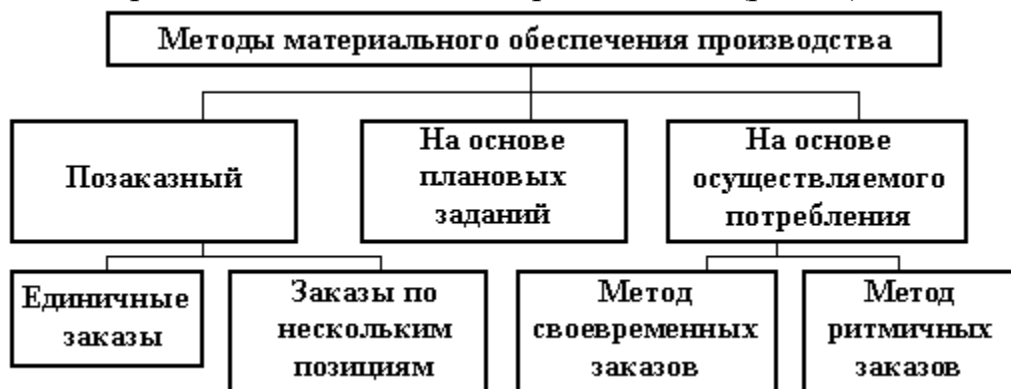 Методы материального обеспечения производства
Позаказный
На основе
плановых
заданий
На основе
осуществляемого
потребления
Единичные
заказы
Заказы по
нескольким
позициям
Метод
своевременных
заказов
Метод
ритмичных
заказов